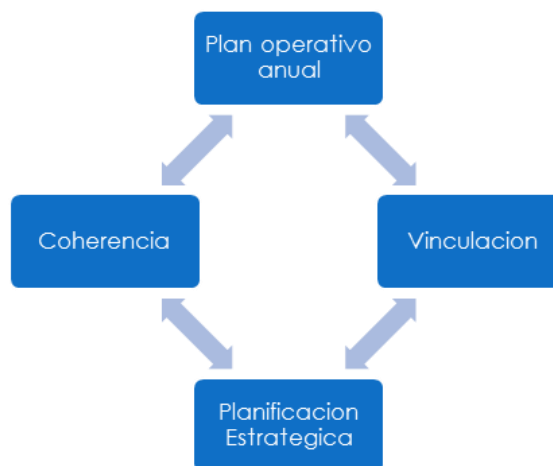 Plan operativo
anual
Coherencia
Vinculacion
Planificacion
Estrategica